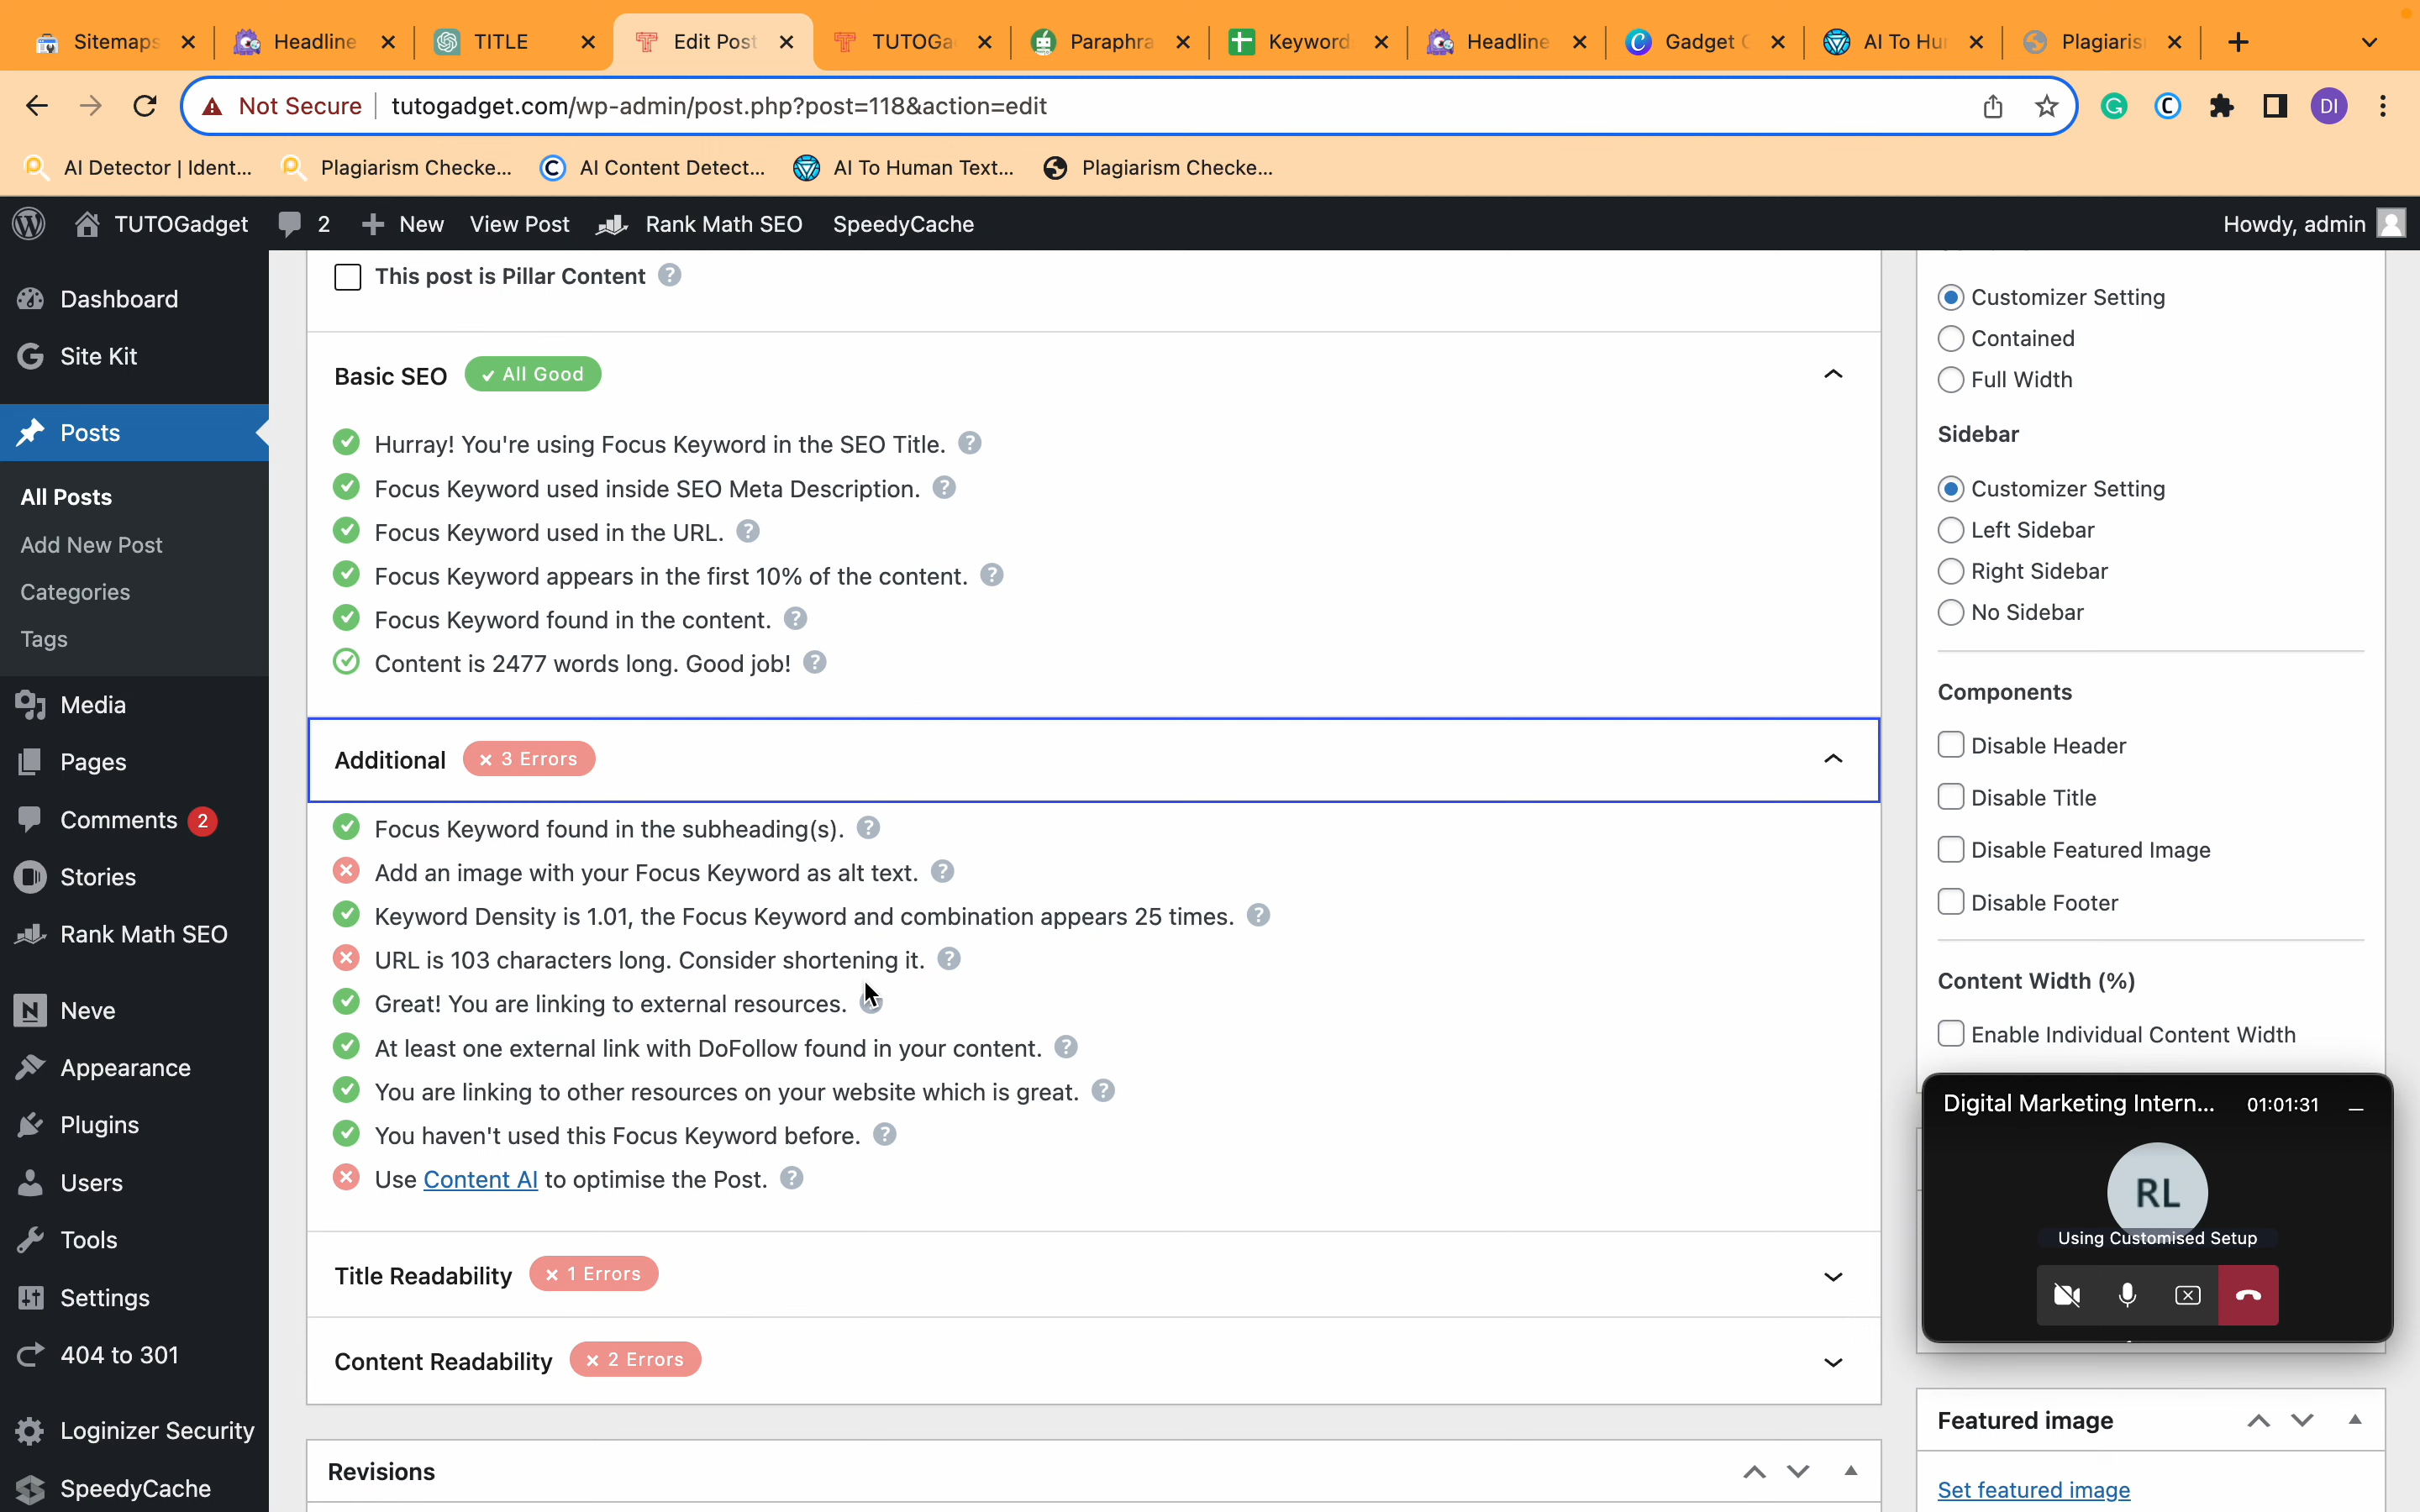 Sitemaps
Headline
TITLE
Edit Post
TUTOGa
Paraphra
Keyword
Headline
Gadget C
AI To Hu
Plagiaris
Not Secure
tutogadget.com/wp-admin/post.php?post=118&action=edit
DI
AI Detector | Ident...
Plagiarism Checke...
AI Content Detect...
AI To Human Text...
Plagiarism Checke...
TUTOGadget
2
New
View Post
Rank Math SEO
SpeedyCache
Howdy, admin
Dashboard
Site Kit
Posts
All Posts
Add New Post
Categories
Tags
Media
Pages
Comments 2
Stories
Rank Math SEO
Neve
Appearance
Plugins
Users
Tools
Settings
404 to 301
Loginizer Security
SpeedyCache
This post is Pillar Content
Basic SEO All Good
Hurray! You're using Focus Keyword in the SEO Title.
Focus Keyword used inside SEO Meta Description.
Focus Keyword used in the URL.
Focus Keyword appears in the first 10% of the content.
Focus Keyword found in the content.
Content is 2477 words long. Good job!
Additional × 3 Errors
Focus Keyword found in the subheading(s).
Add an image with your Focus Keyword as alt text.
Keyword Density is 1.01, the Focus Keyword and combination appears 25 times.
URL is 103 characters long. Consider shortening it.
Great! You are linking to external resources.
At least one external link with DoFollow found in your content.
You are linking to other resources on your website which is great.
You haven't used this Focus Keyword before.
Use Content AI to optimise the Post.
Title Readability × 1 Errors
Content Readability × 2 Errors
Revisions
Customizer Setting
Contained
Full Width
Sidebar
Customizer Setting
Left Sidebar
Right Sidebar
No Sidebar
Components
Disable Header
Disable Title
Disable Featured Image
Disable Footer
Content Width (%)
Enable Individual Content Width
Digital Marketing Intern... 01:01:31
RL
Using Customised Setup
Featured image
Set featured image